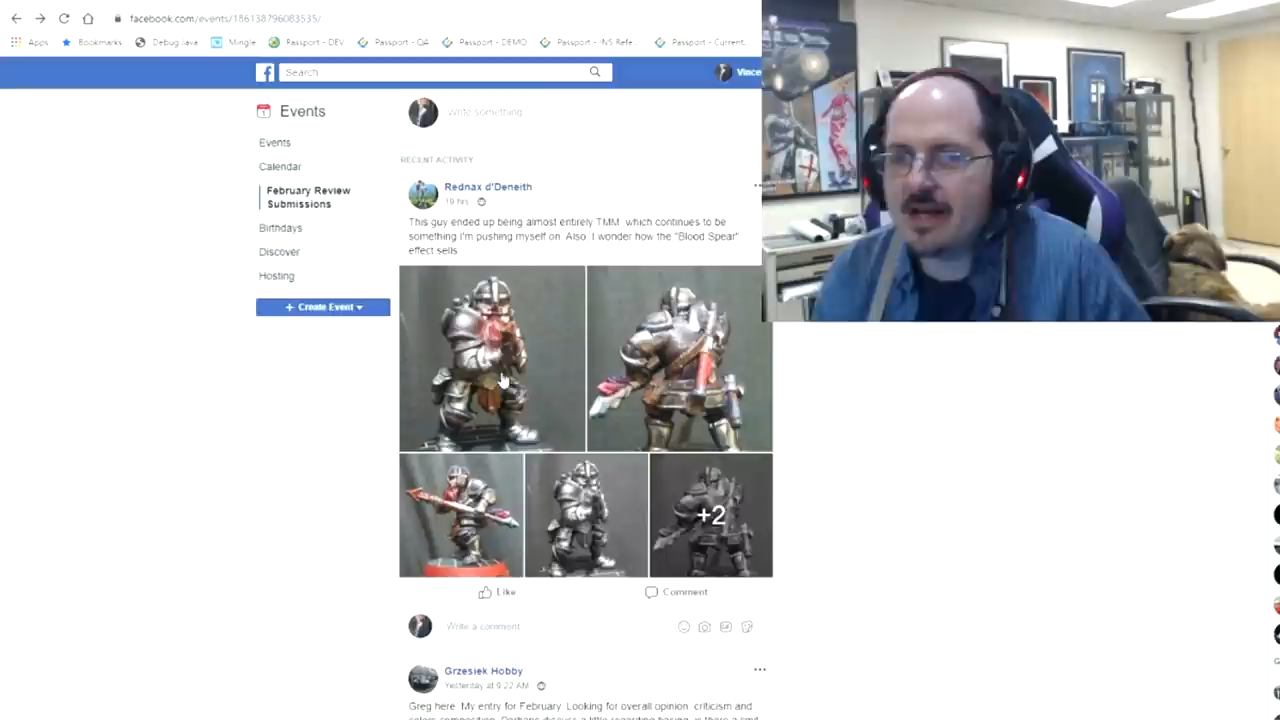 facebook.com/events/186138796083535/
Apps Bookmarks Debug Java Mingle Passport - DEV Passport - QA Passport - DEMO Passport - INS Refe... Passport - Current...
Search
Vince
Events
Write something
Events
Calendar
RECENT ACTIVITY
February Review
Submissions
Rednax d'Deneith
19 hrs
Birthdays
This guy ended up being almost entirely TMM which continues to be
something I'm pushing myself on. Also I wonder how the "Blood Spear"
effect sells
Discover
Hosting
+ Create Event
+2
Like Comment
Write a comment
Grzesiek Hobby
Yesterday at 9:22 AM
Greg here. My entry for February. Looking for overall opinion, criticism and